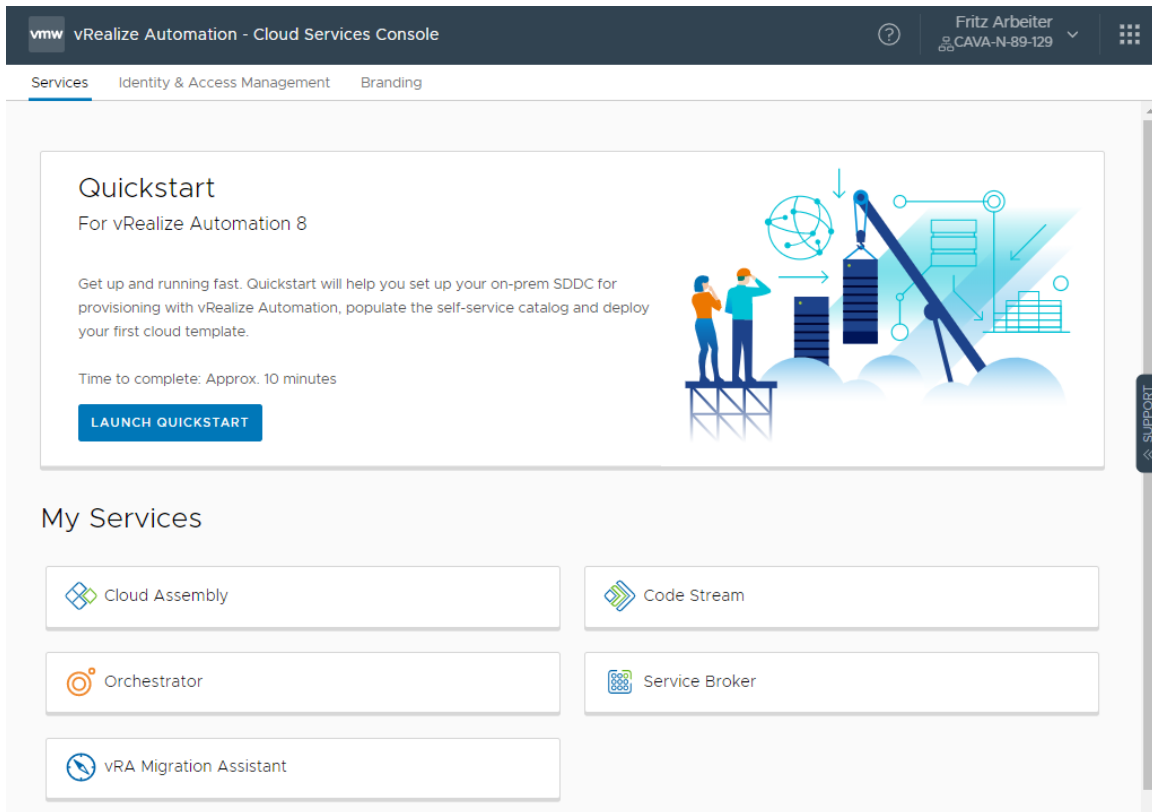 vmw vRealize Automation - Cloud Services Console
Fritz Arbeiter
CAVA-N-89-129
Services Identity & Access Management Branding
Quickstart
For vRealize Automation 8
Get up and running fast. Quickstart will help you set up your on-prem SDDC for
provisioning with vRealize Automation, populate the self-service catalog and deploy
your first cloud template.
Time to complete: Approx. 10 minutes
LAUNCH QUICKSTART
SUPPORT
My Services
Cloud Assembly
Code Stream
Orchestrator
Service Broker
vRA Migration Assistant